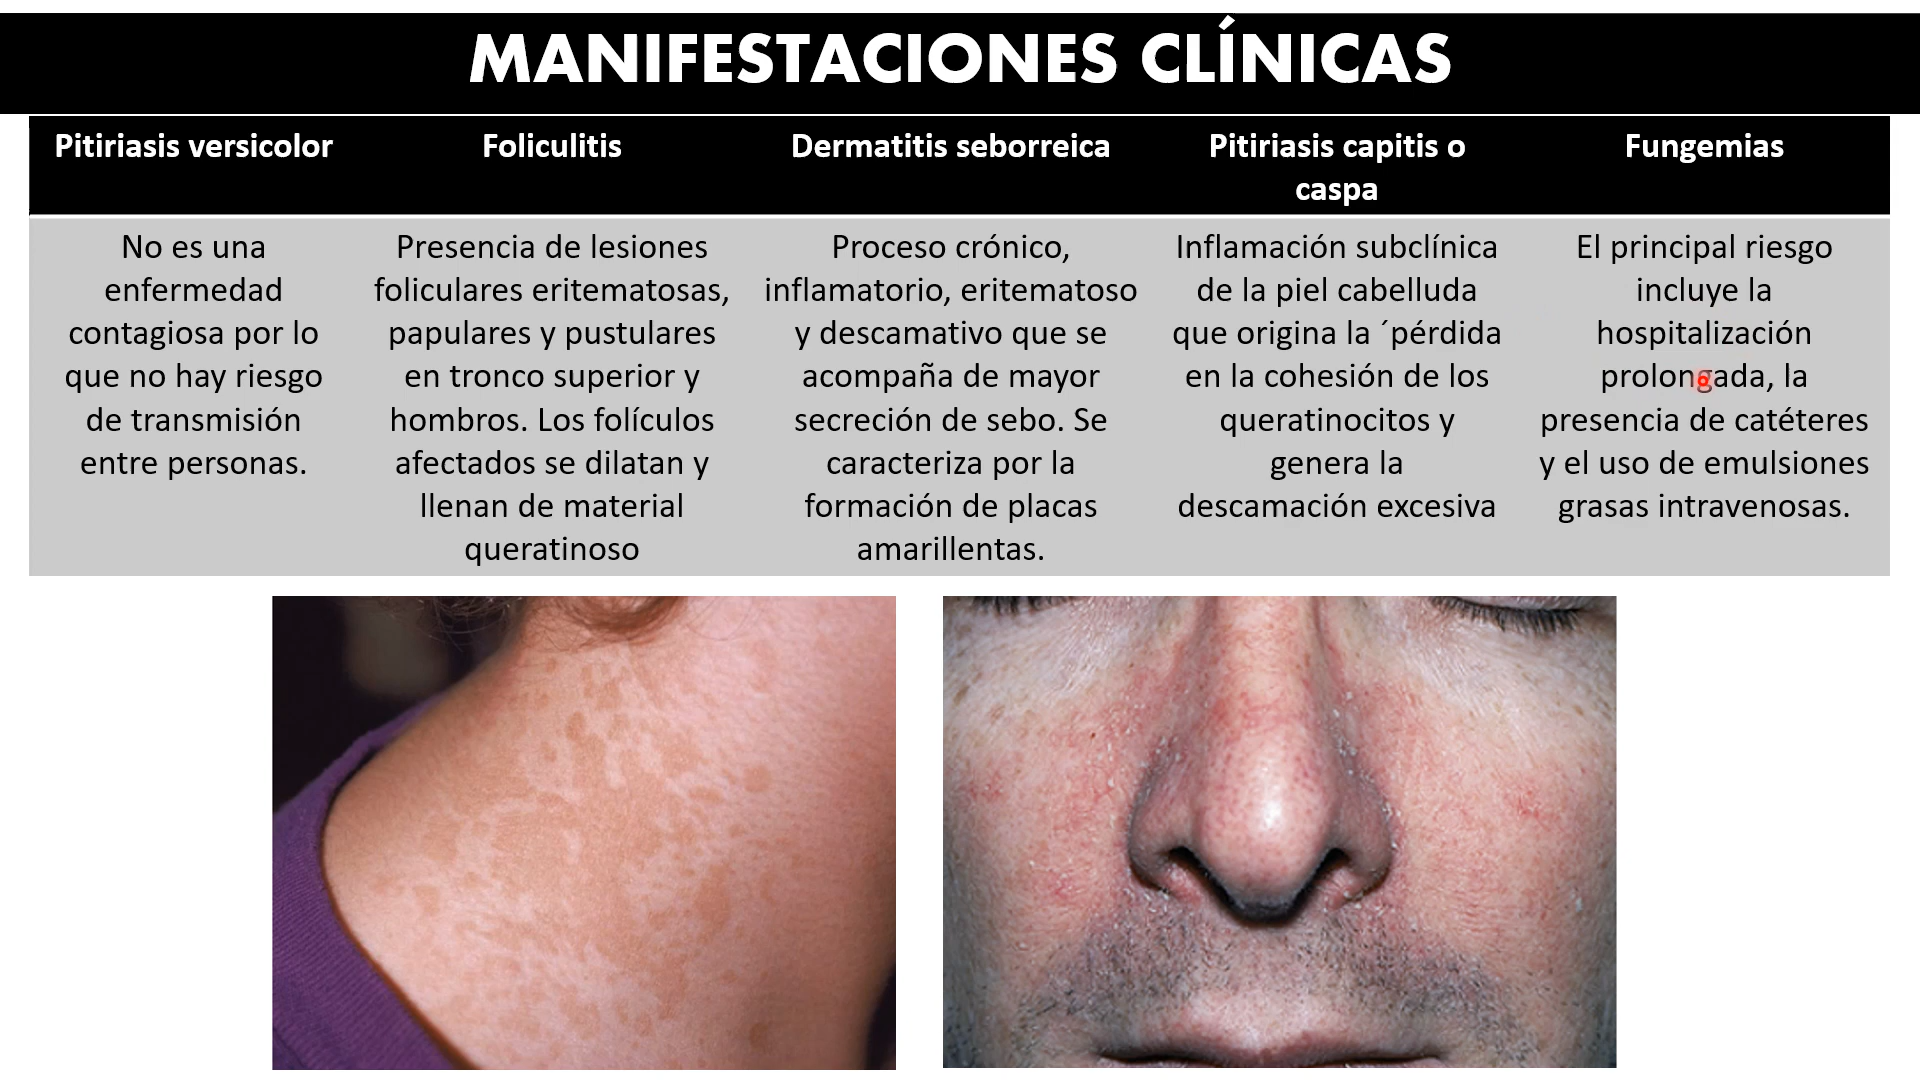 MANIFESTACIONES CLÍNICAS
Pitiriasis versicolor
Foliculitis
Dermatitis seborreica
Pitiriasis capitis o
caspa
Fungemias
No es una
enfermedad
contagiosa por lo
que no hay riesgo
de transmisión
entre personas.
Presencia de lesiones
foliculares eritematosas,
papulares y pustulares
en tronco superior y
hombros. Los folículos
afectados se dilatan y
llenan de material
queratinoso
Proceso crónico,
inflamatorio, eritematoso
y descamativo que se
acompaña de mayor
secreción de sebo. Se
caracteriza por la
formación de placas
amarillentas.
Inflamación subclínica
de la piel cabelluda
que origina la ´pérdida
en la cohesión de los
queratinocitos y
genera la
descamación excesiva
El principal riesgo
incluye la
hospitalización
prolongada, la
presencia de catéteres
y el uso de emulsiones
grasas intravenosas.